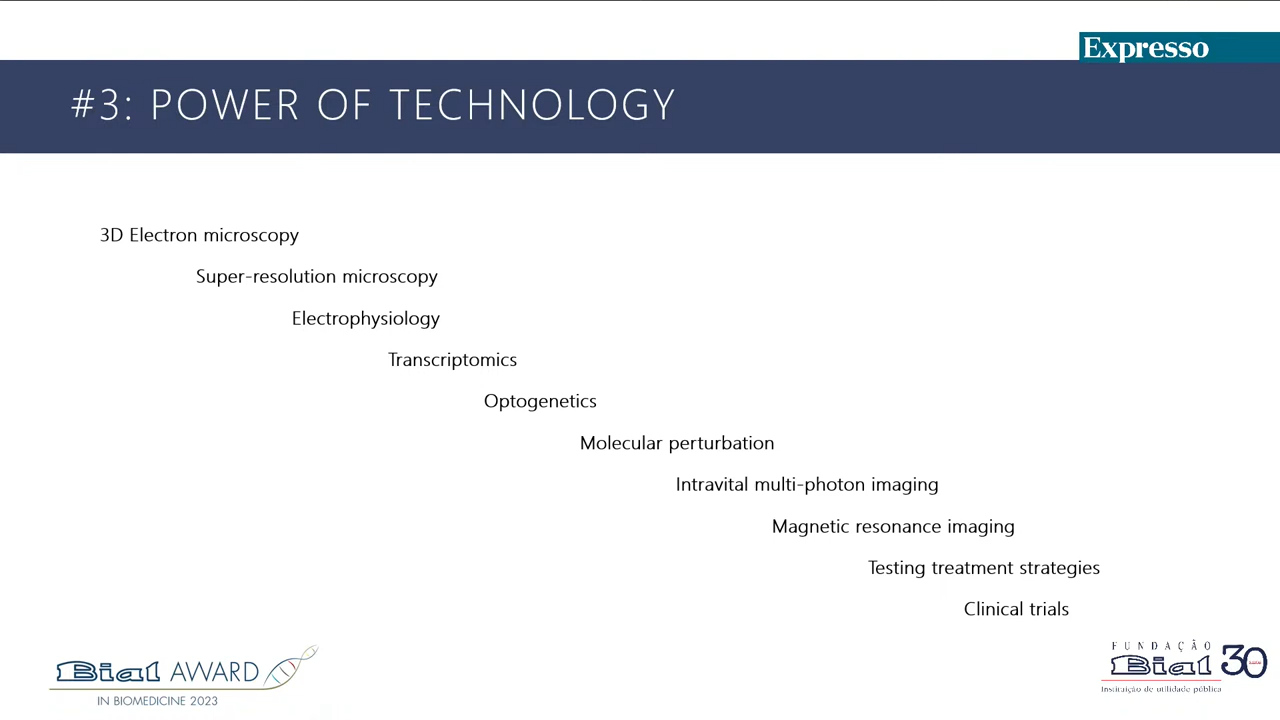 Expresso
#3: POWER OF TECHNOLOGY
3D Electron microscopy
Super-resolution microscopy
Electrophysiology
Transcriptomics
Optogenetics
Molecular perturbation
Intravital multi-photon imaging
Magnetic resonance imaging
Testing treatment strategies
Clinical trials
Bial AWARD
IN BIOMEDICINE 2023
FUNDAÇÃO
Bial 30
Instituição de utilidade pública